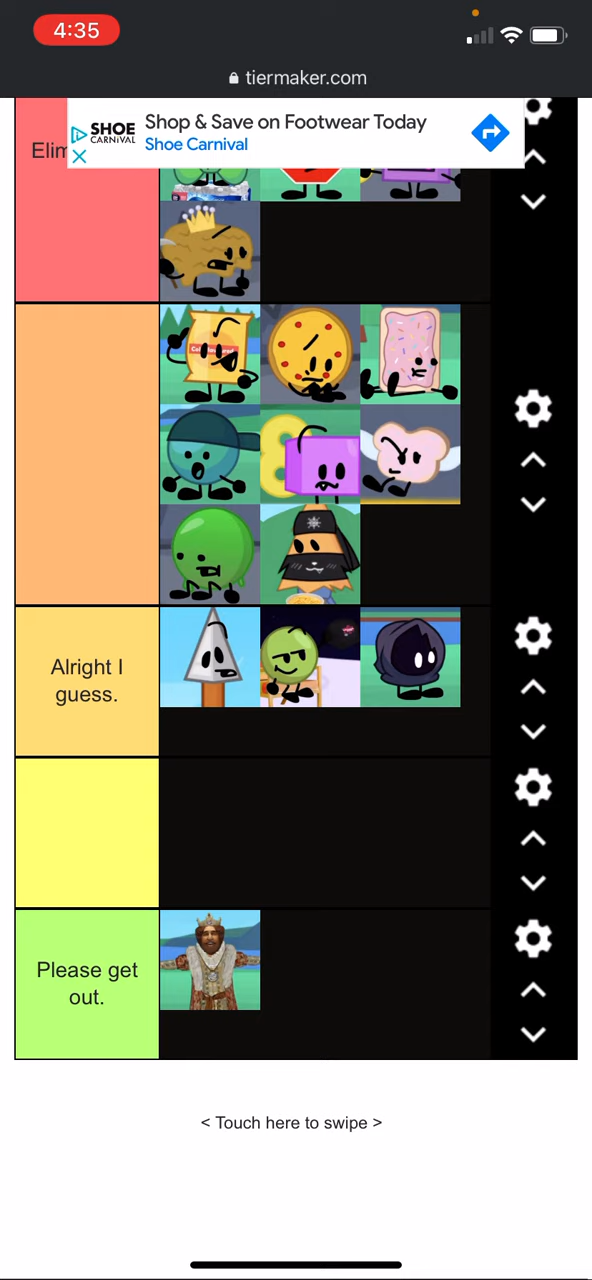 4:35
tiermaker.com
SHOE
CARNIVAL
Shop & Save on Footwear Today
Shoe Carnival
Alright I
guess.
Please get
out.
< Touch here to swipe >